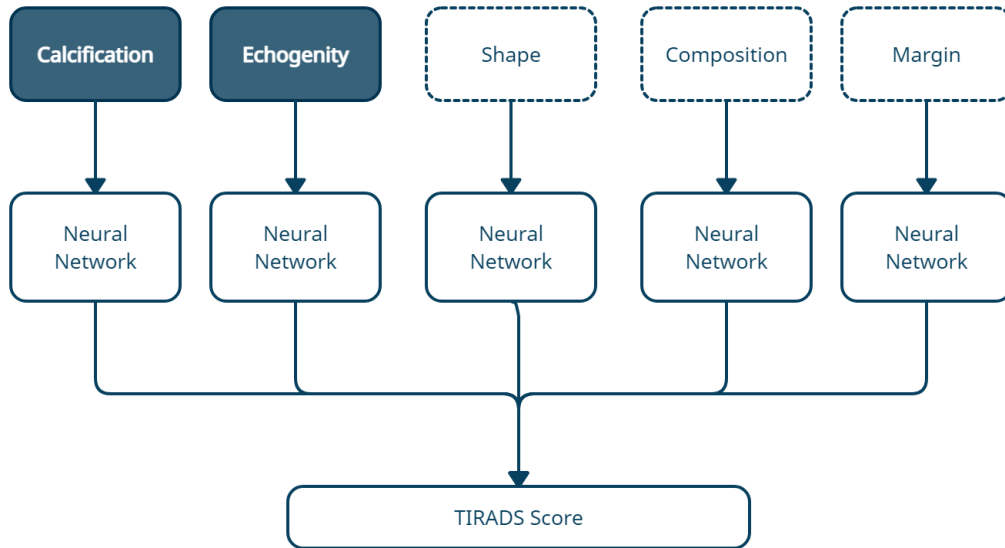 Calcification
Echogenity
Shape
Composition
Margin
Neural
Network
Neural
Network
Neural
Network
Neural
Network
Neural
Network
TIRADS Score